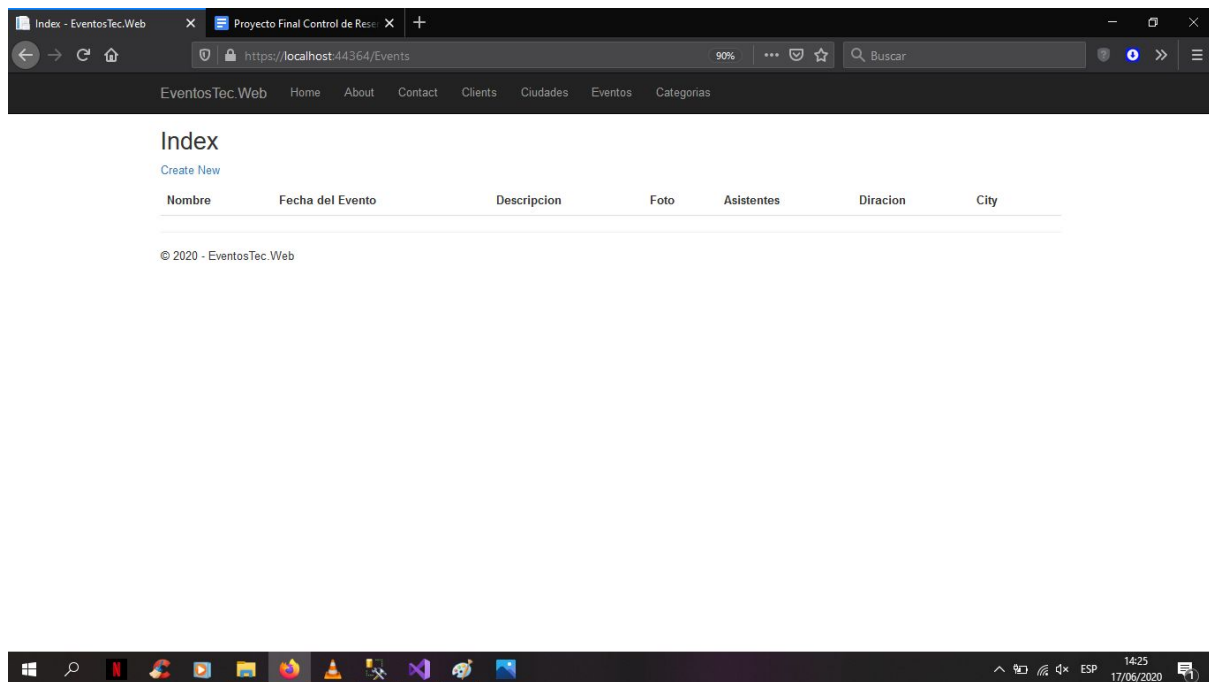 Index - EventosTec.Web
Proyecto Final Control de Rese
https://localhost:44364/Events
90%
Buscar
EventosTec.Web Home About Contact Clients Ciudades Eventos Categorias
Index
Create New
Nombre Fecha del Evento Descripcion Foto Asistentes Diracion City
© 2020 - EventosTec.Web
N
ESP
14:25
17/06/2020